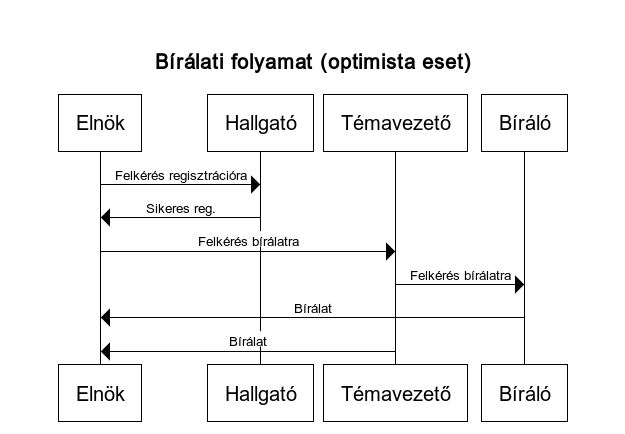 Bírálati folyamat (optimista eset)
Elnök Hallgató Témavezető Bíráló
Felkérés regisztrációra
Sikeres reg.
Felkérés bírálatra
Felkérés bírálatra
Bírálat
Bírálat
Elnök Hallgató Témavezető Bíráló